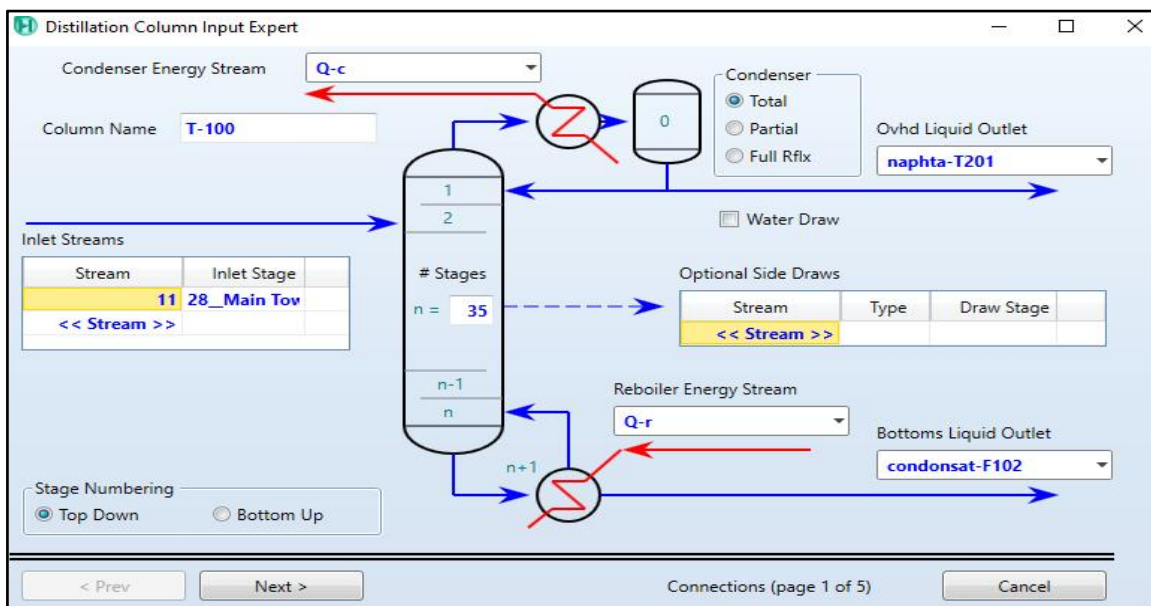 Distillation Column Input Expert
Condenser Energy Stream
Q-c
Column Name
T-100
0
Condenser
Total
Partial
Full Rflx
Ovhd Liquid Outlet
naphta-T201
1
2
Water Draw
Inlet Streams
Stream Inlet Stage
11 28__Main Tov
<< Stream >>
# Stages
n = 35
Optional Side Draws
Stream Type Draw Stage
<< Stream >>
n-1
n
n+1
Reboiler Energy Stream
Q-r
Bottoms Liquid Outlet
condonsat-F102
Stage Numbering
Top Down Bottom Up
< Prev Next > Connections (page 1 of 5) Cancel